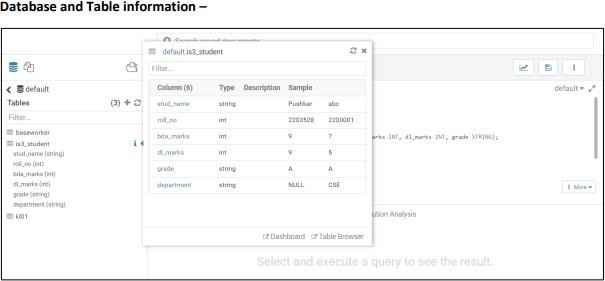 Database and Table information –
Search saved documents
default.is3_student
Filter...
default
Column (6) Type Description Sample
default
Tables (3)
stud_name string Pushkar abc
Filter...
roll_no int 2203528 2200001
baseworker
bda_marks int 9 7
arks INT, dl_marks INT, grade STRING);
is3_student
stud_name (string)
dl_marks int 9 5
roll_no (int)
grade string A A
bda_marks (int)
dl_marks (int)
department string NULL CSE
More
grade (string)
department (string)
kl01
ution Analysis
Dashboard Table Browser
Select and execute a query to see the result.